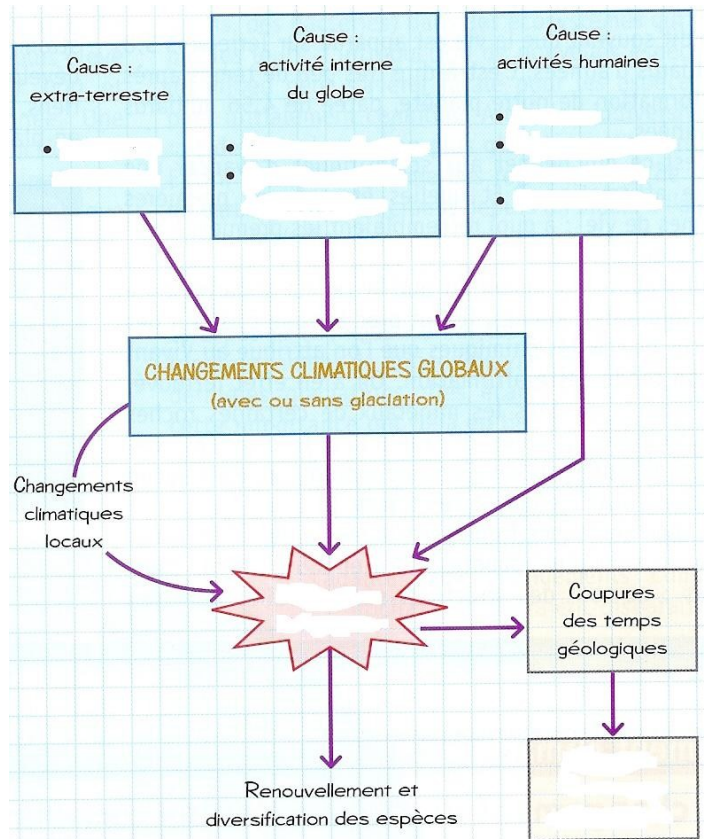 Cause :
extra-terrestre
Cause :
activité interne
du globe
Cause :
activités humaines
CHANGEMENTS CLIMATIQUES GLOBAUX
(avec ou sans glaciation)
Changements
climatiques
locaux
Coupures
des temps
géologiques
Renouvellement et
diversification des espèces